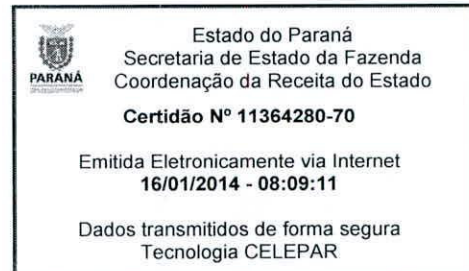 Estado do Paraná
Secretaria de Estado da Fazenda
PARANÁ
Coordenação da Receita do Estado
Certidão Nº 11364280-70
Emitida Eletronicamente via Internet
16/01/2014 - 08:09:11
Dados transmitidos de forma segura
Tecnologia CELEPAR